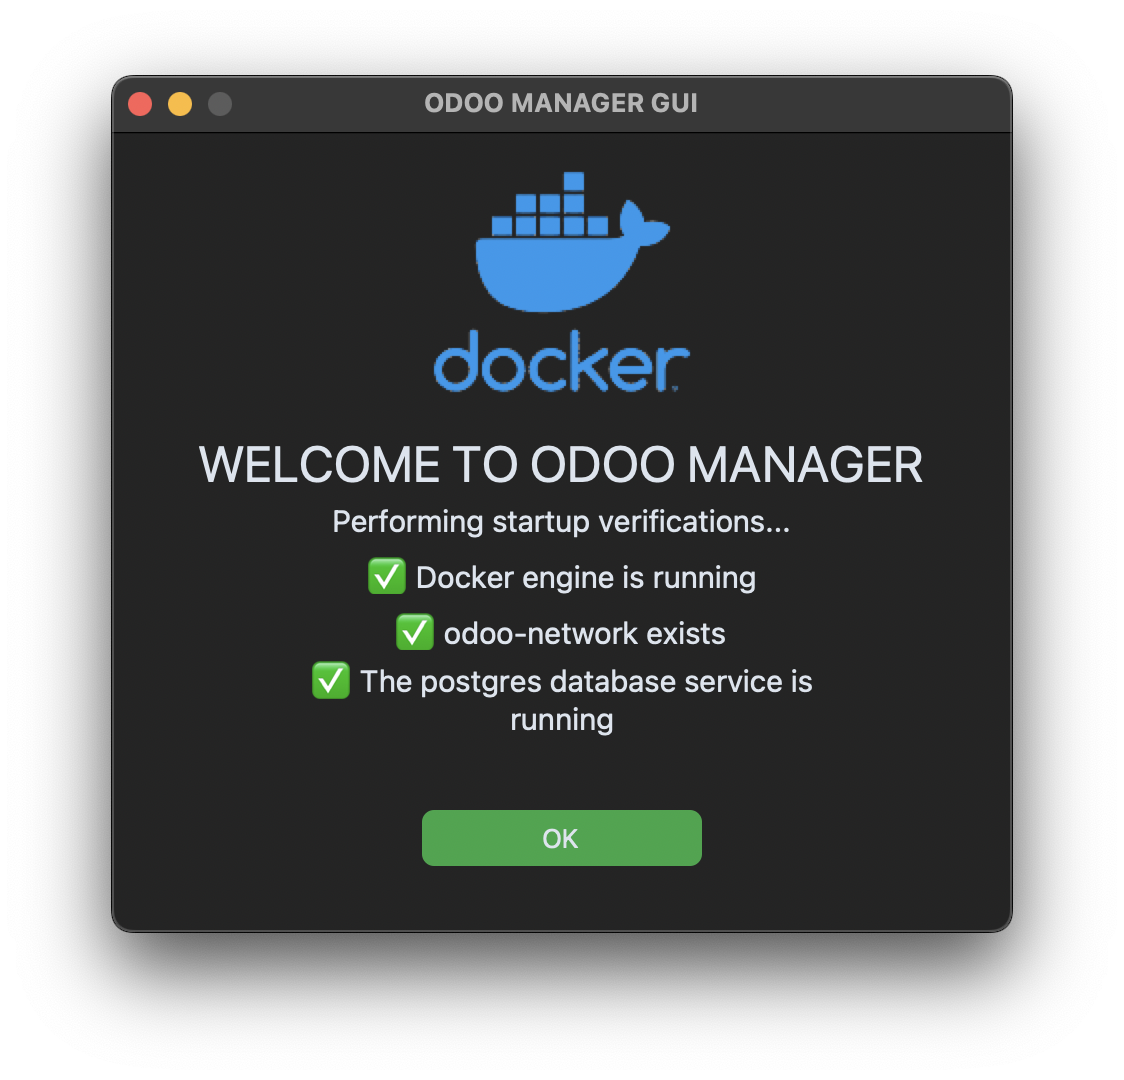 ODOO MANAGER GUI
docker
WELCOME TO ODOO MANAGER
Performing startup verifications...
✅ Docker engine is running
✅ odoo-network exists
✅ The postgres database service is
running
OK